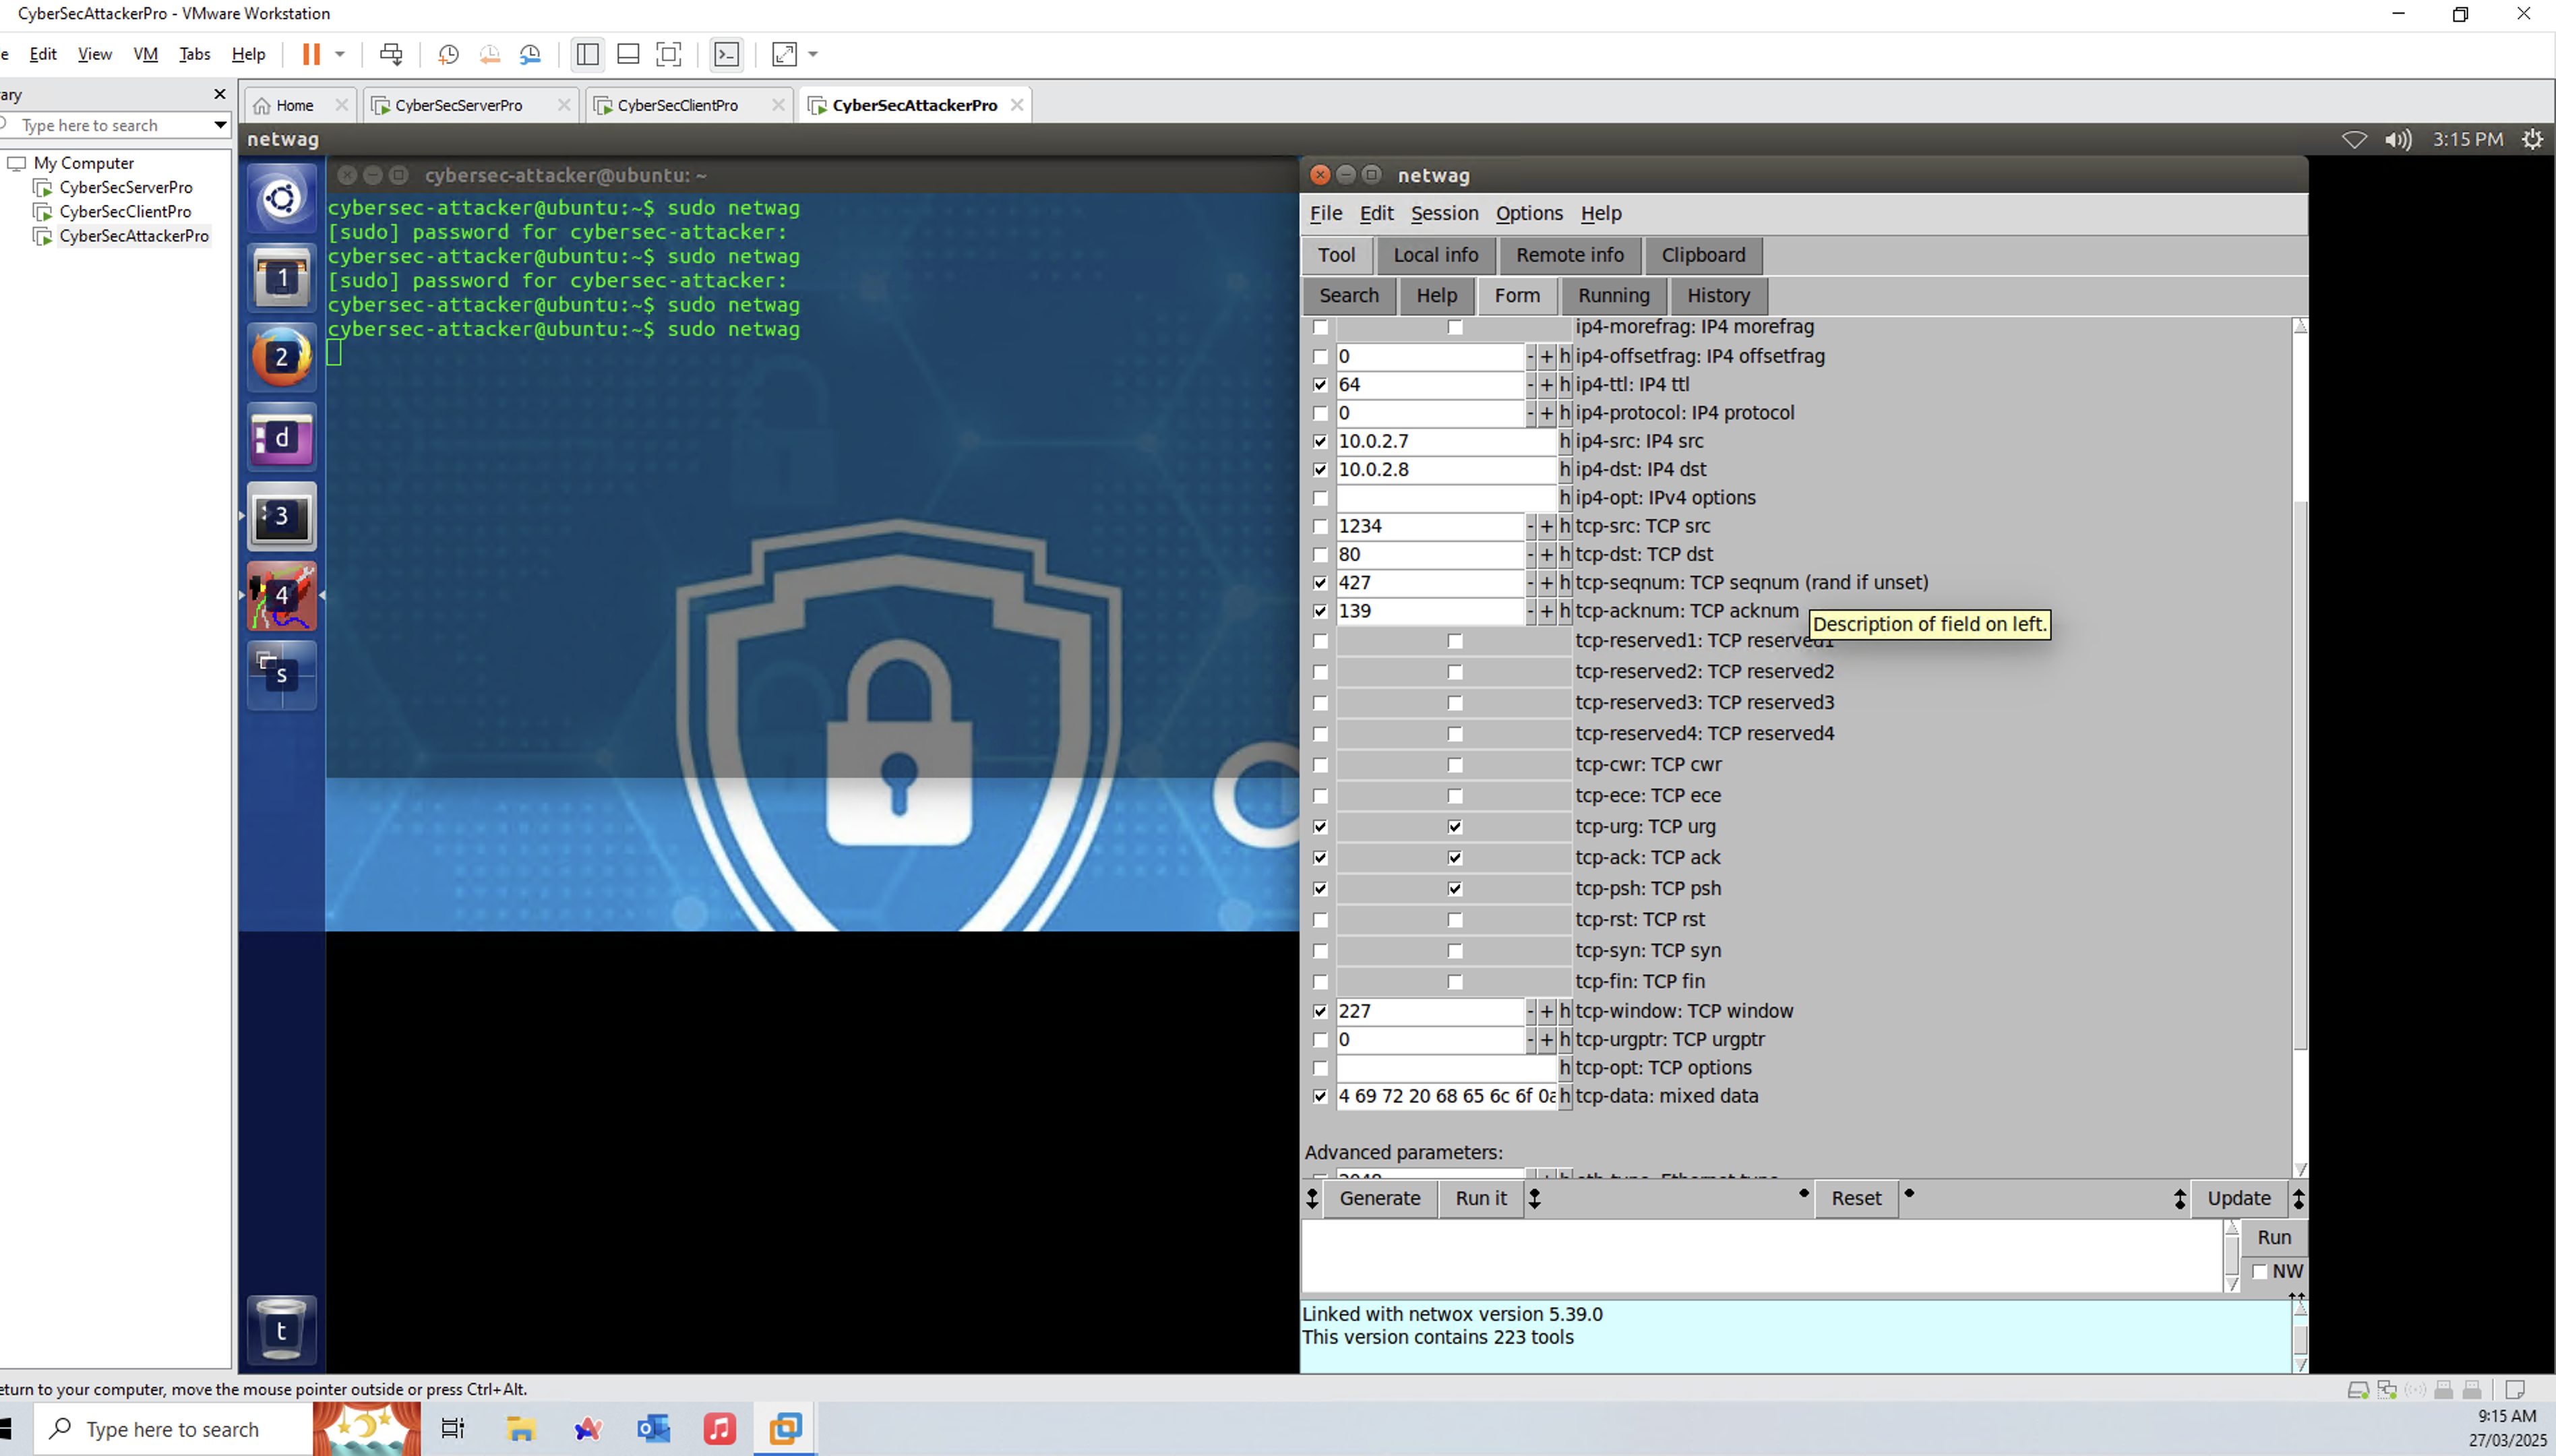 CyberSecAttackerPro - VMware Workstation
e Edit View VM Tabs Help
ary
Type here to search
My Computer
CyberSecServerPro
CyberSecClientPro
CyberSecAttackerPro
Home CyberSecServerPro CyberSecClientPro CyberSecAttackerPro
netwag 3:15 PM
1
2
d
3
4
s
t
cybersec-attacker@ubuntu: ~
cybersec-attacker@ubuntu:~$ sudo netwag
[sudo] password for cybersec-attacker:
cybersec-attacker@ubuntu:~$ sudo netwag
[sudo] password for cybersec-attacker:
cybersec-attacker@ubuntu:~$ sudo netwag
cybersec-attacker@ubuntu:~$ sudo netwag
netwag
File Edit Session Options Help
Tool Local info Remote info Clipboard
Search Help Form Running History
ip4-morefrag: IP4 morefrag
0 - + h ip4-offsetfrag: IP4 offsetfrag
64 - + h ip4-ttl: IP4 ttl
0 - + h ip4-protocol: IP4 protocol
10.0.2.7 h ip4-src: IP4 src
10.0.2.8 h ip4-dst: IP4 dst
h ip4-opt: IPv4 options
1234 - + h tcp-src: TCP src
80 - + h tcp-dst: TCP dst
427 - + h tcp-seqnum: TCP seqnum (rand if unset)
139 - + h tcp-acknum: TCP acknum
Description of field on left.
tcp-reserved1: TCP reserved1
tcp-reserved2: TCP reserved2
tcp-reserved3: TCP reserved3
tcp-reserved4: TCP reserved4
tcp-cwr: TCP cwr
tcp-ece: TCP ece
tcp-urg: TCP urg
tcp-ack: TCP ack
tcp-psh: TCP psh
tcp-rst: TCP rst
tcp-syn: TCP syn
tcp-fin: TCP fin
227 - + h tcp-window: TCP window
0 - + h tcp-urgptr: TCP urgptr
h tcp-opt: TCP options
4 69 72 20 68 65 6c 6f 0a h tcp-data: mixed data
Advanced parameters:
Generate Run it Reset Update
Run
NW
Linked with netwox version 5.39.0
This version contains 223 tools
eturn to your computer, move the mouse pointer outside or press Ctrl+Alt.
Type here to search
9:15 AM
27/03/2025